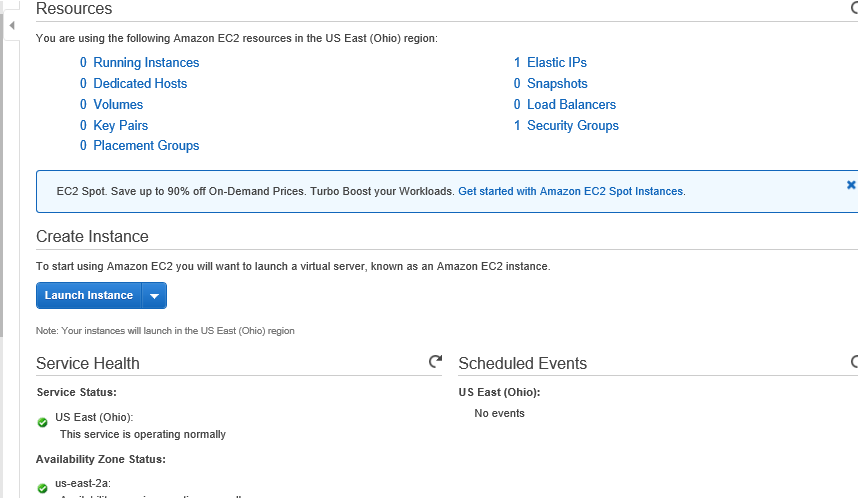 Resources
You are using the following Amazon EC2 resources in the US East (Ohio) region:
0 Running Instances
1 Elastic IPs
0 Dedicated Hosts
0 Snapshots
0 Volumes
0 Load Balancers
0 Key Pairs
1 Security Groups
0 Placement Groups
EC2 Spot. Save up to 90% off On-Demand Prices. Turbo Boost your Workloads. Get started with Amazon EC2 Spot Instances.
Create Instance
To start using Amazon EC2 you will want to launch a virtual server, known as an Amazon EC2 instance.
Launch Instance
Note: Your instances will launch in the US East (Ohio) region
Service Health
Scheduled Events
Service Status:
US East (Ohio):
US East (Ohio):
No events
This service is operating normally
Availability Zone Status:
us-east-2a: